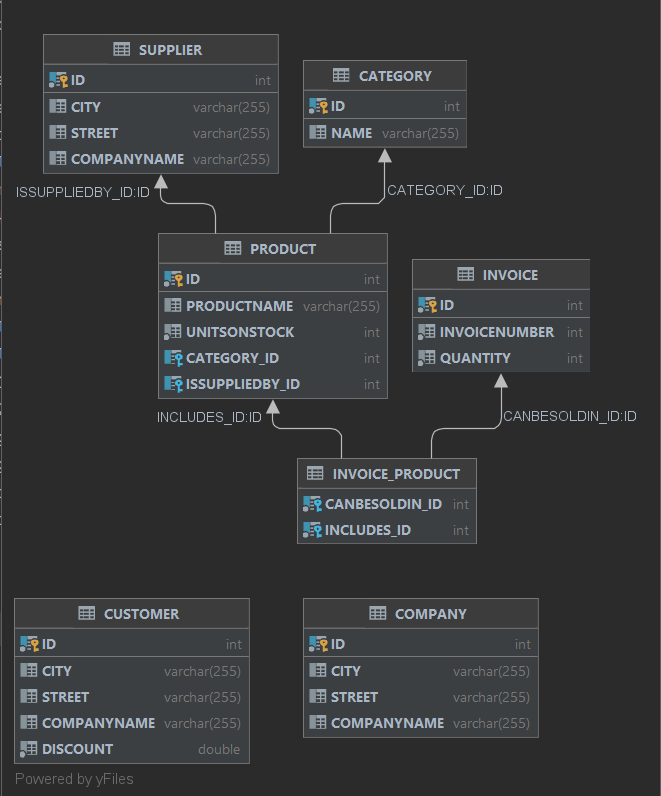 SUPPLIER
ID int
CITY varchar(255)
STREET varchar(255)
COMPANYNAME varchar(255)
CATEGORY
ID int
NAME varchar(255)
ISSUPPLIEDBY_ID:ID
CATEGORY_ID:ID
PRODUCT
ID int
PRODUCTNAME varchar(255)
UNITSONSTOCK int
CATEGORY_ID int
ISSUPPLIEDBY_ID int
INVOICE
ID int
INVOICENUMBER int
QUANTITY int
INCLUDES_ID:ID
CANBESOLDIN_ID:ID
INVOICE_PRODUCT
CANBESOLDIN_ID int
INCLUDES_ID int
CUSTOMER
ID int
CITY varchar(255)
STREET varchar(255)
COMPANYNAME varchar(255)
DISCOUNT double
COMPANY
ID int
CITY varchar(255)
STREET varchar(255)
COMPANYNAME varchar(255)
Powered by yFiles